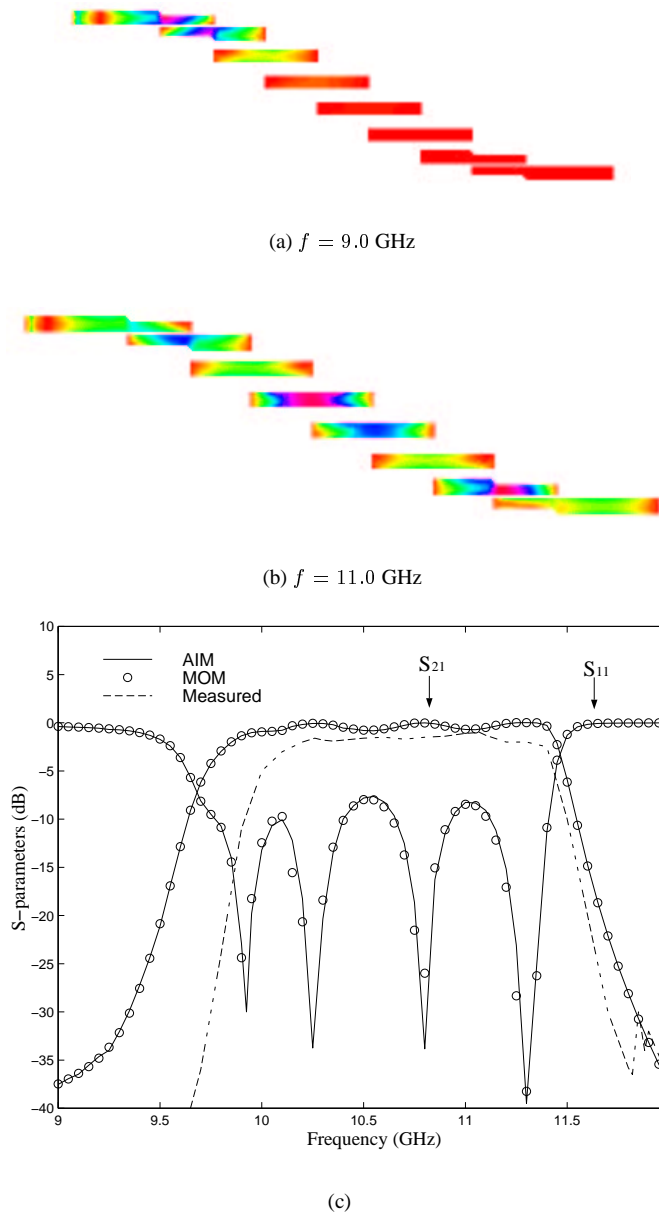 (a) f = 9.0 GHz
(b) f = 11.0 GHz
10
5
0
−5
−10
−15
−20
−25
−30
−35
−40
S−parameters (dB)
AIM
MOM
Measured
S21
S11
9
9.5
10
10.5
11
11.5
Frequency (GHz)
(c)